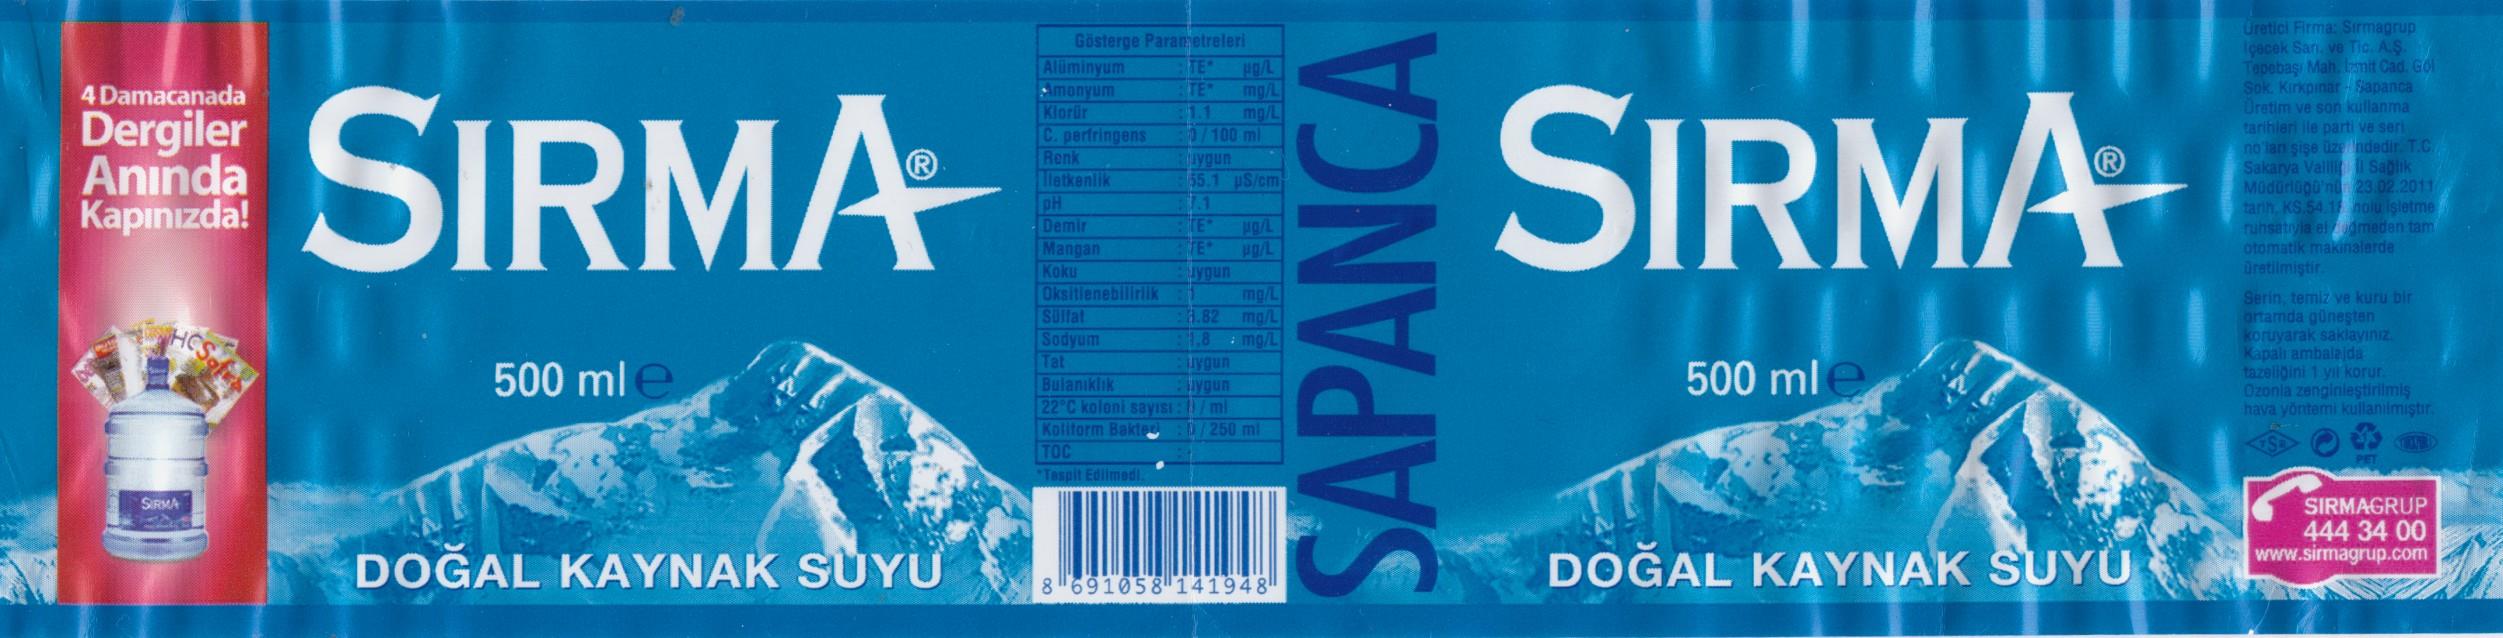 4 Damacanada
Dergiler
Anında
Kapınızda!
SIRMA
SIRMA®
500 ml e
DOĞAL KAYNAK SUYU
Gösterge Parametreleri
Alüminyum : TE* µg/L
Amonyum : TE* mg/L
Klorür : 1.1 mg/L
C. perfringens : 0 / 100 ml
Renk : uygun
İletkenlik : 55.1 µS/cm
pH : 7.1
Demir : TE* µg/L
Mangan : TE* µg/L
Koku : uygun
Oksitlenebilirlik : 1 mg/L
Sülfat : 3.82 mg/L
Sodyum : 1,8 mg/L
Tat : uygun
Bulanıklık : uygun
22°C koloni sayısı : 0 / ml
Koliform Bakteri : 0 / 250 ml
TOC :
*Tespit Edilmedi.
8 691058 141948
SAPANCA
SIRMA®
500 ml e
DOĞAL KAYNAK SUYU
Üretici Firma: Sırmagrup
İçecek San. ve Tic. A.Ş.
Tepebaşı Mah. İzmit Cad. Göl
Sok. Kırkpınar - Sapanca
Üretim ve son kullanma
tarihleri ile parti ve seri
no'ları şişe üzerindedir. T.C.
Sakarya Valiliği İl Sağlık
Müdürlüğü'nün 23.02.2011
tarih, KS.54.18 nolu işletme
ruhsatıyla el değmeden tam
otomatik makinalerde
üretilmiştir.
Serin, temiz ve kuru bir
ortamda güneşten
koruyarak saklayınız.
Kapalı ambalajda
tazeliğini 1 yıl korur.
Ozonla zenginleştirilmiş
hava yöntemi kullanılmıştır.
TSE
PET
SIRMAGRUP
444 34 00
www.sirmagrup.com